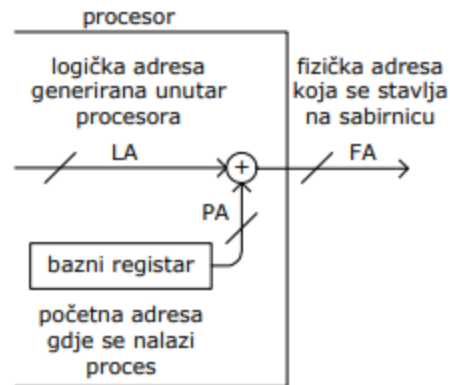 procesor
logička adresa
generirana unutar
procesora
fizička adresa
koja se stavlja
na sabirnicu
LA
+
FA
PA
bazni registar
početna adresa
gdje se nalazi
proces